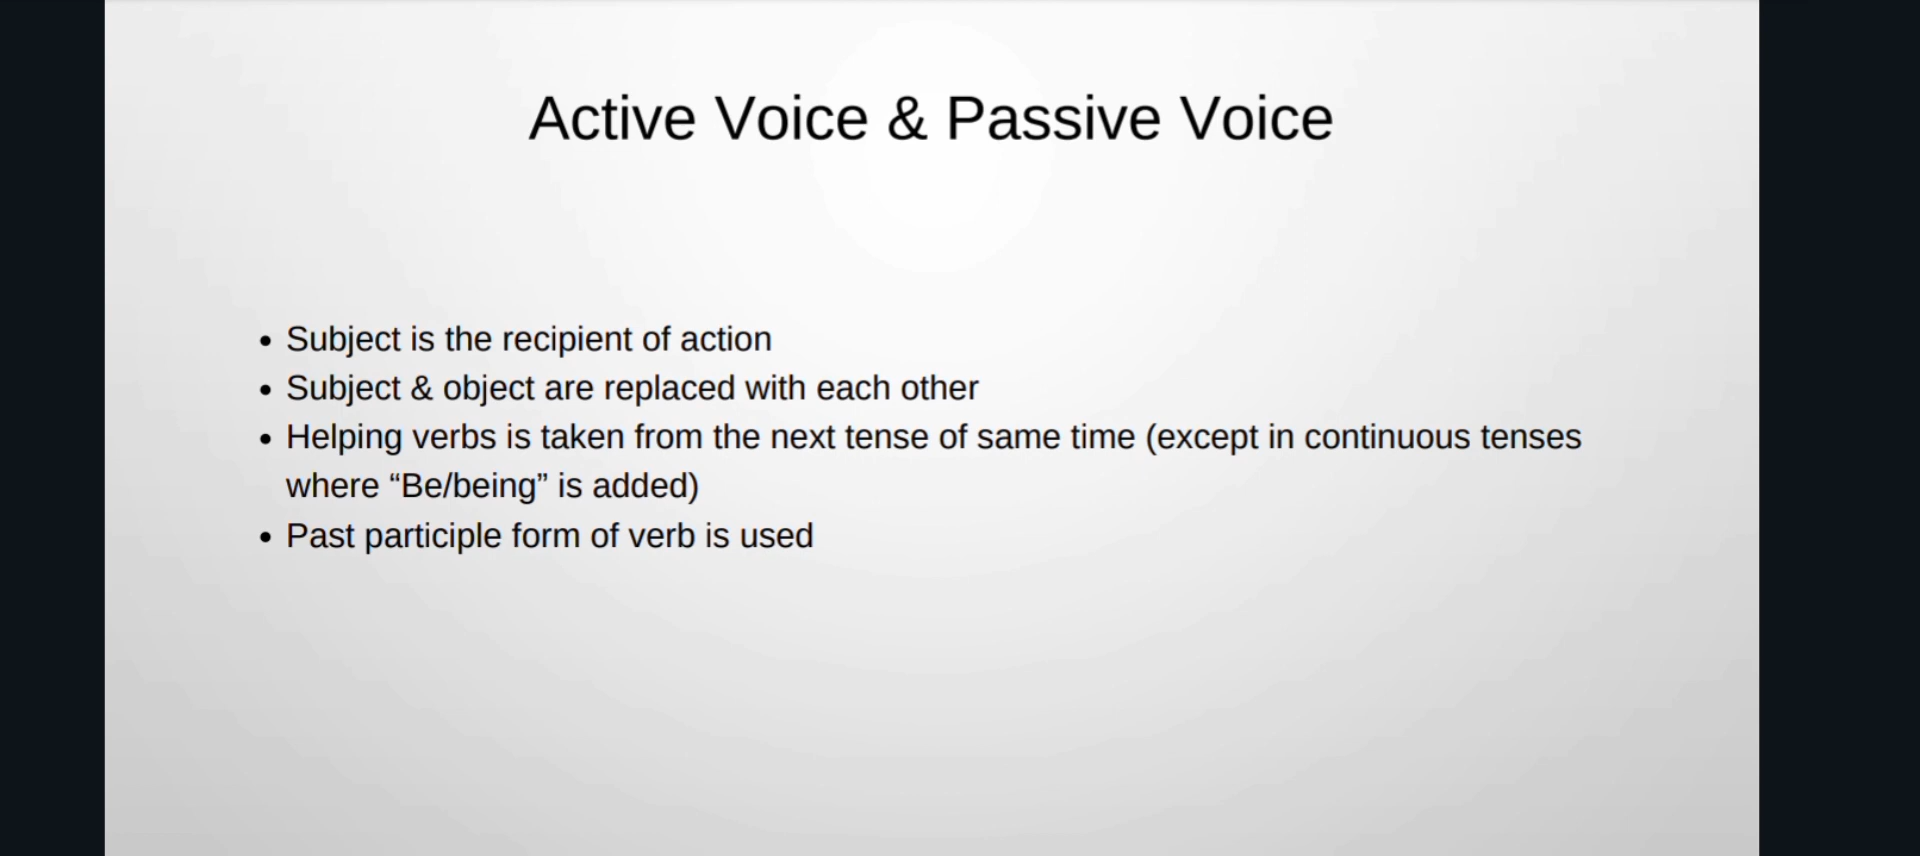 Active Voice & Passive Voice
• Subject is the recipient of action
• Subject & object are replaced with each other
• Helping verbs is taken from the next tense of same time (except in continuous tenses
where “Be/being” is added)
• Past participle form of verb is used